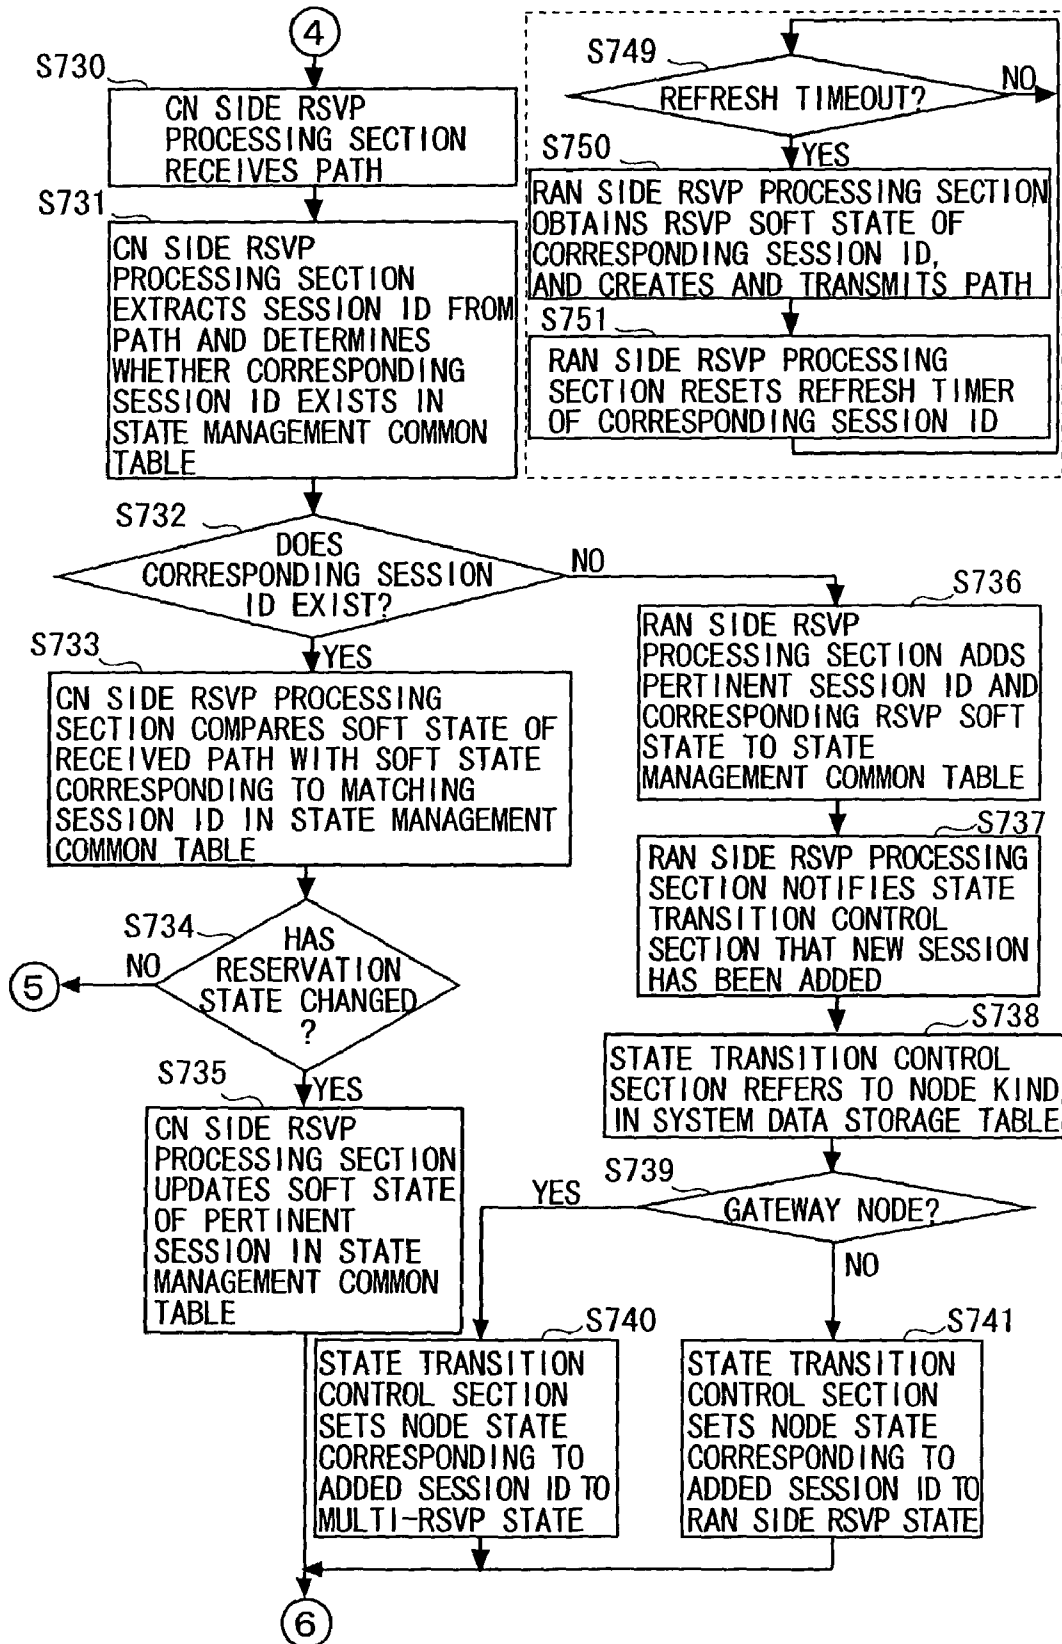 4
S730
CN SIDE RSVP
PROCESSING SECTION
RECEIVES PATH
S731
CN SIDE RSVP
PROCESSING SECTION
EXTRACTS SESSION ID FROM
PATH AND DETERMINES
WHETHER CORRESPONDING
SESSION ID EXISTS IN
STATE MANAGEMENT COMMON
TABLE
S749
REFRESH TIMEOUT?
NO
YES
S750
RAN SIDE RSVP PROCESSING SECTION
OBTAINS RSVP SOFT STATE OF
CORRESPONDING SESSION ID,
AND CREATES AND TRANSMITS PATH
S751
RAN SIDE RSVP PROCESSING
SECTION RESETS REFRESH TIMER
OF CORRESPONDING SESSION ID
S732
DOES
CORRESPONDING SESSION
ID EXIST?
NO
YES
S733
CN SIDE RSVP PROCESSING
SECTION COMPARES SOFT STATE OF
RECEIVED PATH WITH SOFT STATE
CORRESPONDING TO MATCHING
SESSION ID IN STATE MANAGEMENT
COMMON TABLE
S734
HAS
RESERVATION
STATE CHANGED
?
NO
5
YES
S735
CN SIDE RSVP
PROCESSING SECTION
UPDATES SOFT STATE
OF PERTINENT
SESSION IN STATE
MANAGEMENT COMMON
TABLE
S736
RAN SIDE RSVP
PROCESSING SECTION ADDS
PERTINENT SESSION ID AND
CORRESPONDING RSVP SOFT
STATE TO STATE
MANAGEMENT COMMON TABLE
S737
RAN SIDE RSVP PROCESSING
SECTION NOTIFIES STATE
TRANSITION CONTROL
SECTION THAT NEW SESSION
HAS BEEN ADDED
S738
STATE TRANSITION CONTROL
SECTION REFERS TO NODE KIND
IN SYSTEM DATA STORAGE TABLE
S739
GATEWAY NODE?
YES
NO
S740
STATE TRANSITION
CONTROL SECTION
SETS NODE STATE
CORRESPONDING TO
ADDED SESSION ID TO
MULTI-RSVP STATE
S741
STATE TRANSITION
CONTROL SECTION
SETS NODE STATE
CORRESPONDING TO
ADDED SESSION ID TO
RAN SIDE RSVP STATE
6